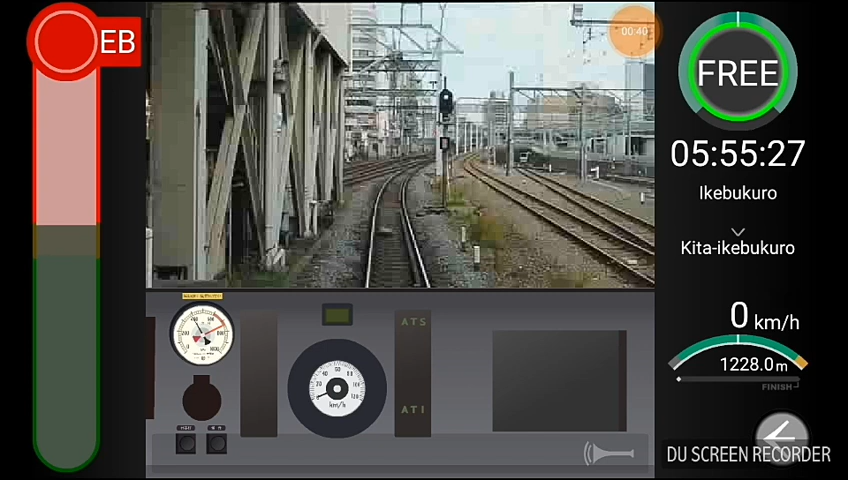 EB
00:40
FREE
05:55:27
Ikebukuro
Kita-ikebukuro
0 km/h
1228.0m
FINISH
ATS
km/h
ATI
DU SCREEN RECORDER